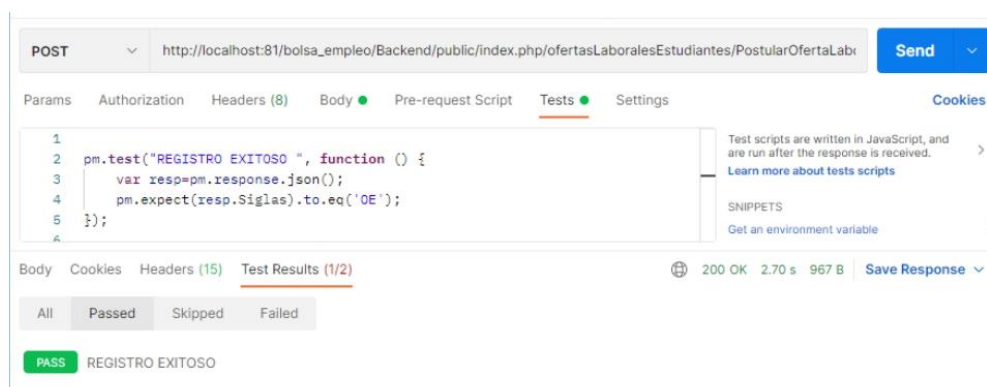 POST http://localhost:81/bolsa_empleo/Backend/public/index.php/ofertasLaboralesEstudiantes/PostularOfertaLabo Send
Params Authorization Headers (8) Body Pre-request Script Tests Settings Cookies
1
2 pm.test("REGISTRO EXITOSO ", function () {
3 var resp=pm.response.json();
4 pm.expect(resp.Siglas).to.eq('OE');
5 });
6
Test scripts are written in JavaScript, and
are run after the response is received.
Learn more about tests scripts
SNIPPETS
Get an environment variable
Body Cookies Headers (15) Test Results (1/2) 200 OK 2.70 s 967 B Save Response
All Passed Skipped Failed
PASS REGISTRO EXITOSO